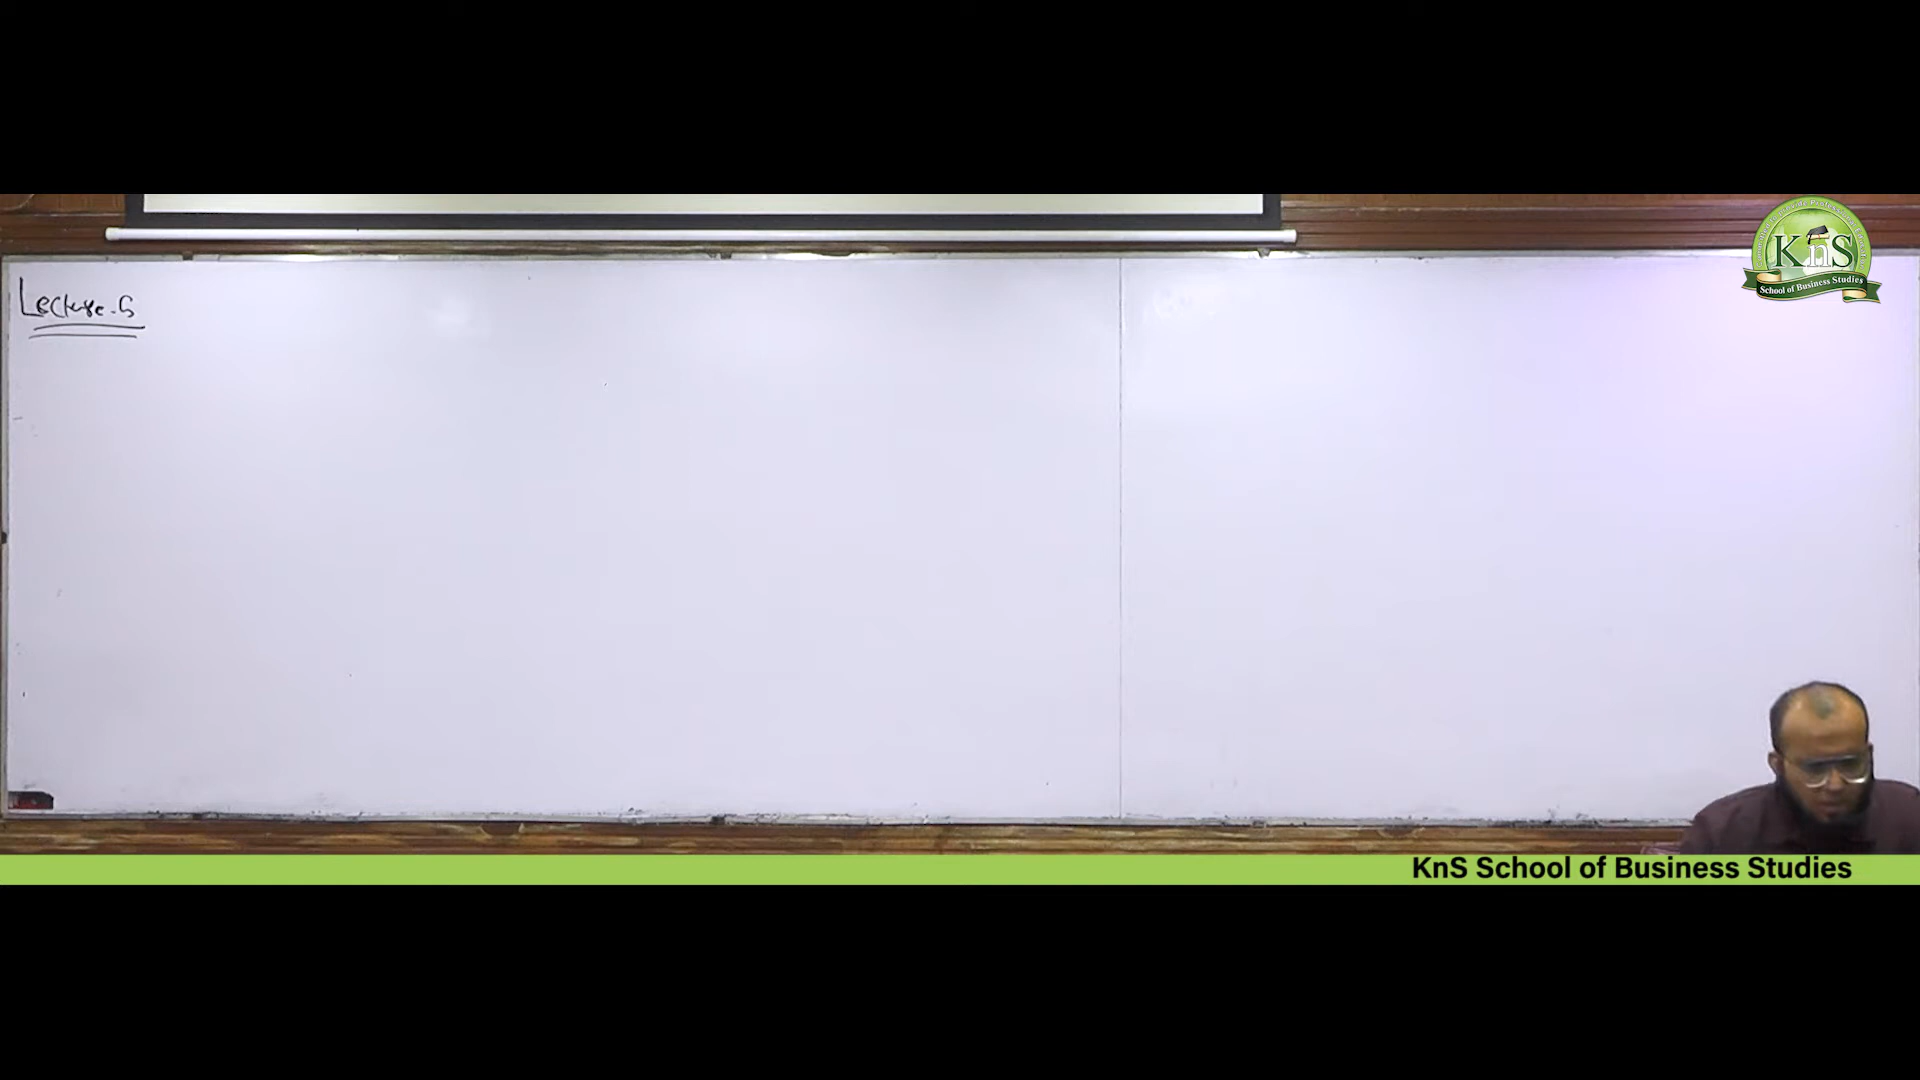 Lecture-5
KnS
School of Business Studies
KnS School of Business Studies